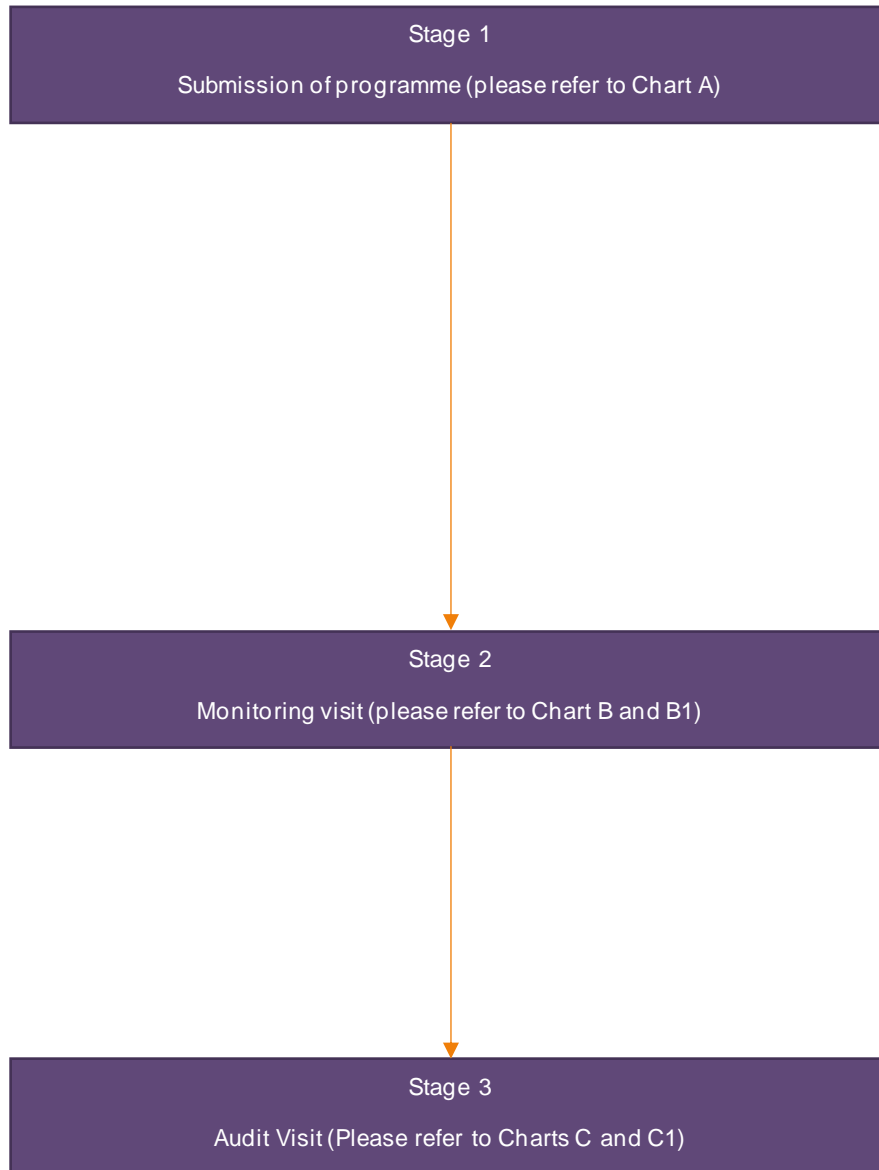 Stage 1
Submission of programme (please refer to Chart A)
Stage 2
Monitoring visit (please refer to Chart B and B1)
Stage 3
Audit Visit (Please refer to Charts C and C1)